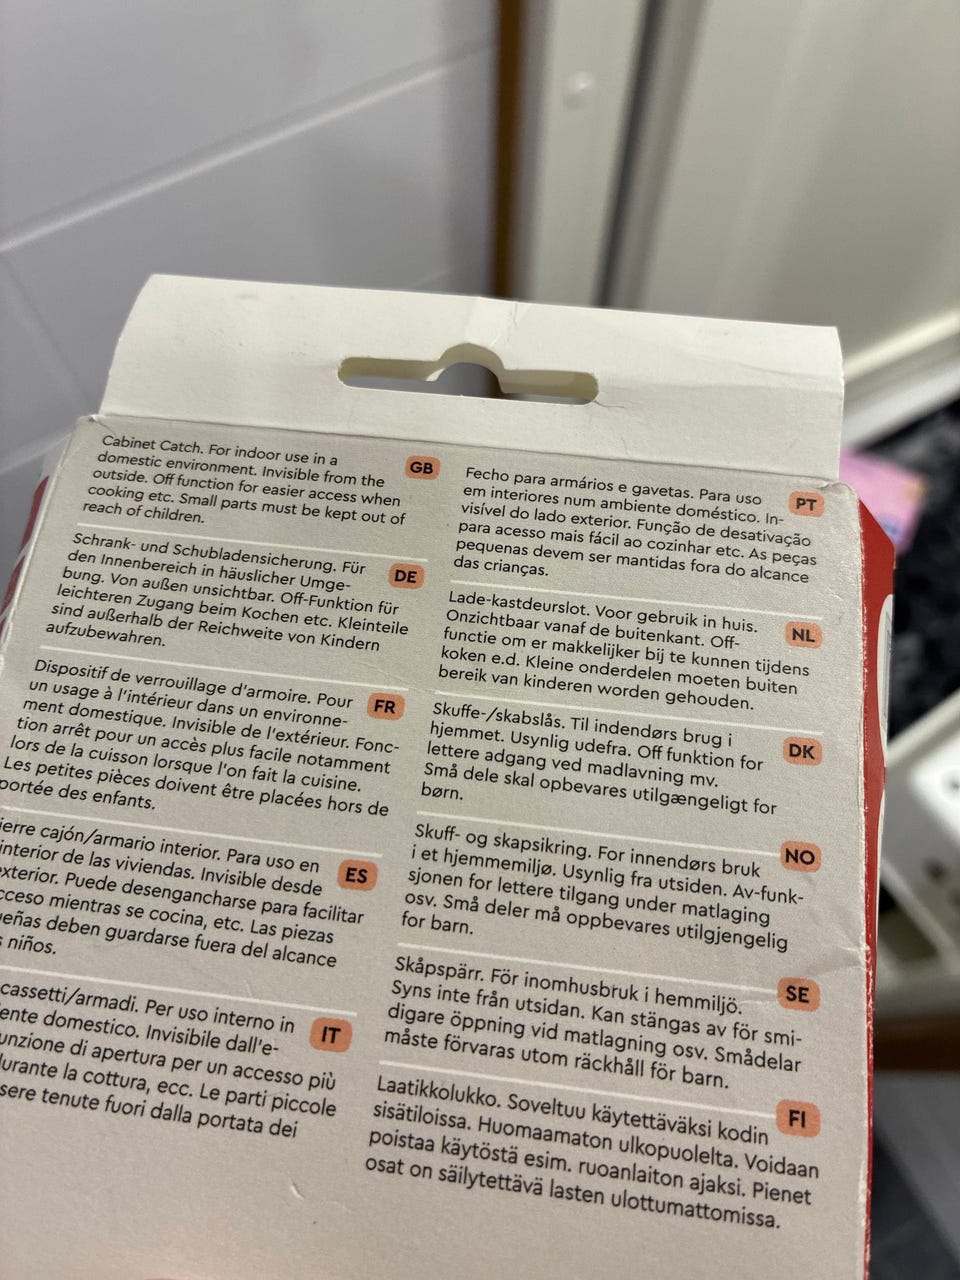 Cabinet Catch. For indoor use in a
domestic environment. Invisible from the
outside. Off function for easier access when
cooking etc. Small parts must be kept out of
reach of children.
GB
Schrank- und Schubladensicherung. Für
den Innenbereich in häuslicher Umge-
bung. Von außen unsichtbar. Off-Funktion für
leichteren Zugang beim Kochen etc. Kleinteile
sind außerhalb der Reichweite von Kindern
aufzubewahren.
DE
Dispositif de verrouillage d'armoire. Pour
un usage à l'intérieur dans un environne-
ment domestique. Invisible de l'extérieur. Fonc-
tion arrêt pour un accès plus facile notamment
lors de la cuisson lorsque l'on fait la cuisine.
Les petites pièces doivent être placées hors de
portée des enfants.
FR
cajón/armario interior. Para uso en
interior de las viviendas. Invisible desde
Puede desengancharse para facilitar
mientras se cocina, etc. Las piezas
deben guardarse fuera del alcance
niños.
ES
cassetti/armadi. Per uso interno in
domestico. Invisibile dall'e-
di apertura per un accesso più
durante la cottura, ecc. Le parti piccole
tenute fuori dalla portata dei
IT
Fecho para armários e gavetas. Para uso
em interiores num ambiente doméstico. In-
visível do lado exterior. Função de desativação
para acesso mais fácil ao cozinhar etc. As peças
pequenas devem ser mantidas fora do alcance
das crianças.
PT
Lade-kastdeurslot. Voor gebruik in huis.
Onzichtbaar vanaf de buitenkant. Off-
functie om er makkelijker bij te kunnen tijdens
koken e.d. Kleine onderdelen moeten buiten
bereik van kinderen worden gehouden.
NL
Skuffe-/skabslås. Til indendørs brug i
hjemmet. Usynlig udefra. Off funktion for
lettere adgang ved madlavning mv.
Små dele skal opbevares utilgængeligt for
børn.
DK
Skuff- og skapsikring. For innendørs bruk
i et hjemmemiljø. Usynlig fra utsiden. Av-funk-
sjonen for lettere tilgang under matlaging
osv. Små deler må oppbevares utilgjengelig
for barn.
NO
Skåpspärr. För inomhusbruk i hemmiljö.
Syns inte från utsidan. Kan stängas av för smi-
digare öppning vid matlagning osv. Smådelar
måste förvaras utom räckhåll för barn.
SE
Laatikkolukko. Soveltuu käytettäväksi kodin
sisätiloissa. Huomaamaton ulkopuolelta. Voidaan
poistaa käytöstä esim. ruoanlaiton ajaksi. Pienet
osat on säilytettävä lasten ulottumattomissa.
FI